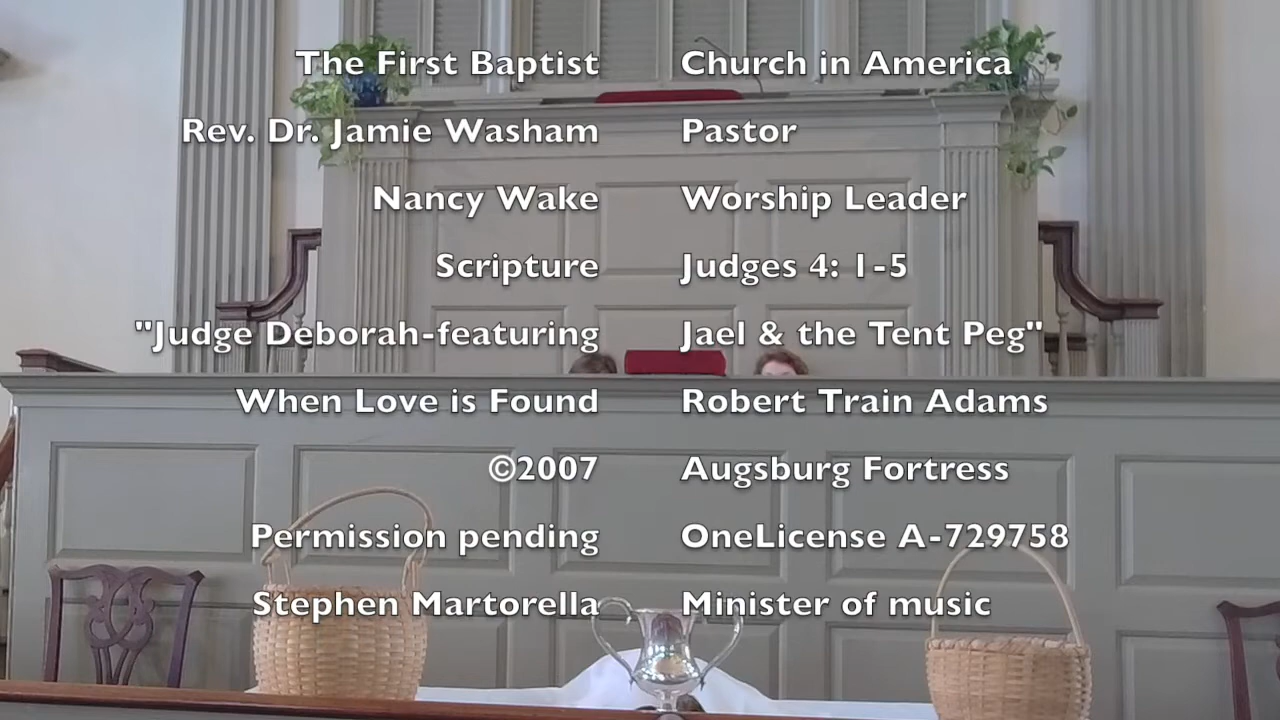 The First Baptist Church in America
Rev. Dr. Jamie Washam Pastor
Nancy Wake Worship Leader
Scripture Judges 4: 1-5
"Judge Deborah-featuring Jael & the Tent Peg"
When Love is Found Robert Train Adams
©2007 Augsburg Fortress
Permission pending OneLicense A-729758
Stephen Martorella Minister of music